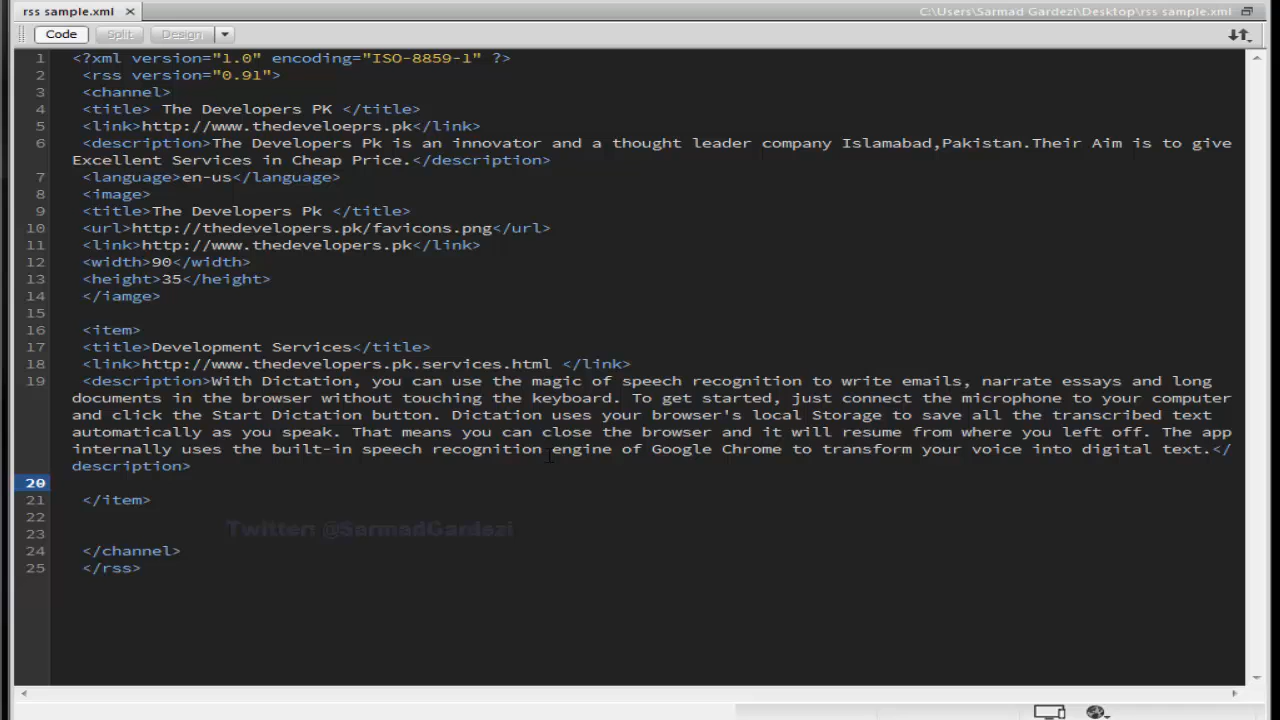 rss sample.xml ×
C:\Users\Sarmad Gardezi\Desktop\rss sample.xml
Code Split Design
1 <?xml version="1.0" encoding="ISO-8859-1" ?>
2 <rss version="0.91">
3 <channel>
4 <title> The Developers PK </title>
5 <link>http://www.thedeveloeprs.pk</link>
6 <description>The Developers Pk is an innovator and a thought leader company Islamabad,Pakistan.Their Aim is to give
Excellent Services in Cheap Price.</description>
7 <language>en-us</language>
8 <image>
9 <title>The Developers Pk </title>
10 <url>http://thedevelopers.pk/favicons.png</url>
11 <link>http://www.thedevelopers.pk</link>
12 <width>90</width>
13 <height>35</height>
14 </iamge>
15
16 <item>
17 <title>Development Services</title>
18 <link>http://www.thedevelopers.pk.services.html </link>
19 <description>With Dictation, you can use the magic of speech recognition to write emails, narrate essays and long
documents in the browser without touching the keyboard. To get started, just connect the microphone to your computer
and click the Start Dictation button. Dictation uses your browser's local Storage to save all the transcribed text
automatically as you speak. That means you can close the browser and it will resume from where you left off. The app
internally uses the built-in speech recognition engine of Google Chrome to transform your voice into digital text.</
description>
20
21 </item>
22
Twitter: @SarmadGardezi
23
24 </channel>
25 </rss>